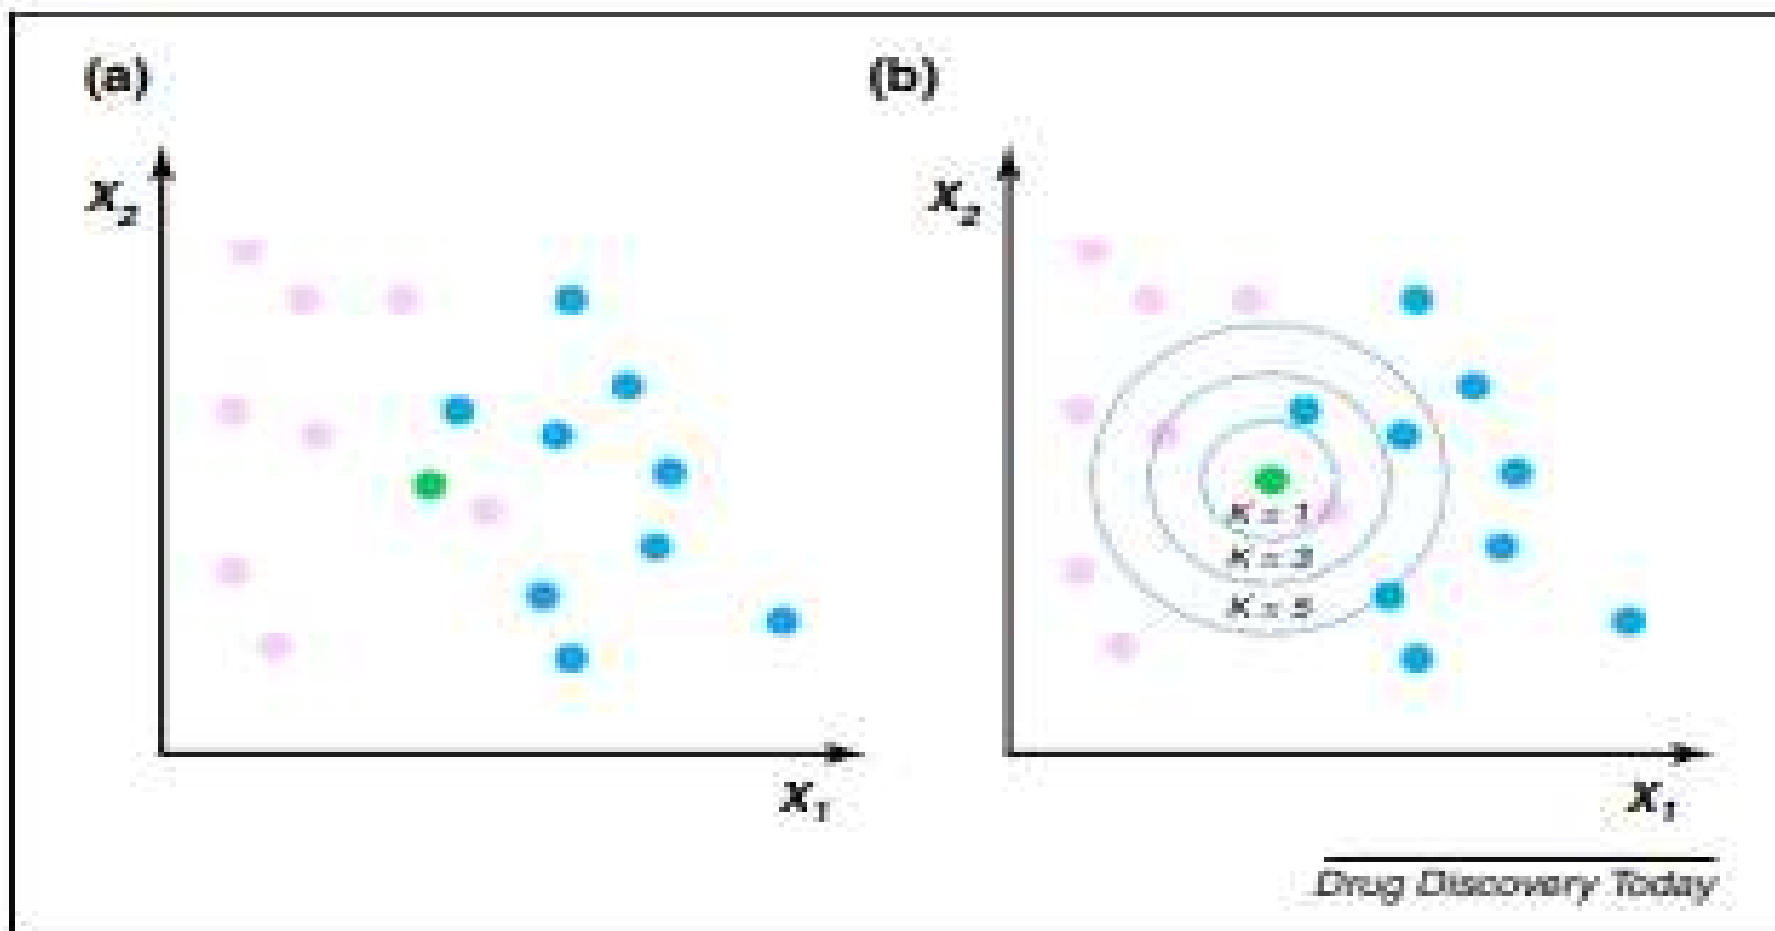 (a)
(b)
X2
X2
K = 1
K = 3
K = 5
X1
X1
Drug Discovery Today